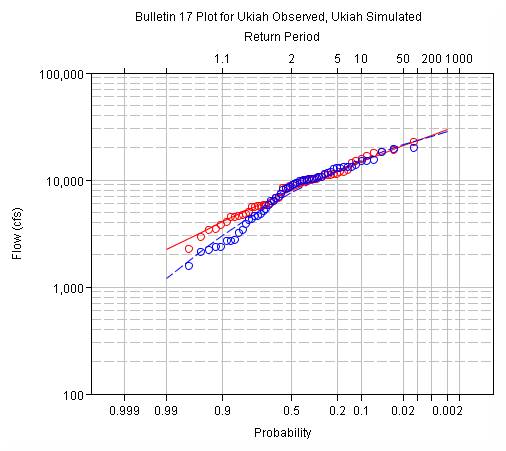 Bulletin 17 Plot for Ukiah Observed, Ukiah Simulated
Return Period
1.1 2 5 10 50 200 1000
100,000
10,000
1,000
100
Flow (cfs)
0.999 0.99 0.9 0.5 0.2 0.1 0.02 0.002
Probability